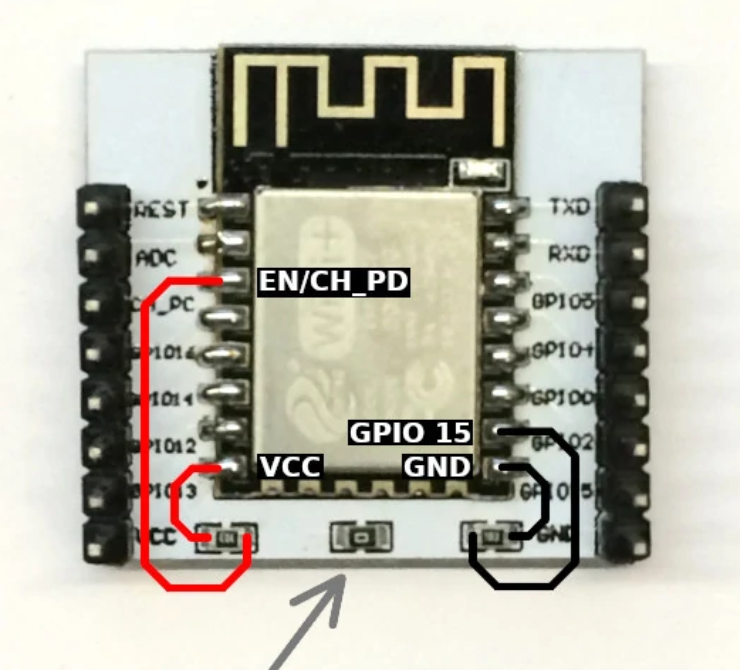 REST
ADC
CH_PC
GPIO16
GPIO14
GPIO12
GPIO13
VCC
EN/CH_PD
GPIO 15
VCC
GND
TXD
RXD
GPIO5
GPIO4
GPIO0
GPIO2
GPIO15
GND